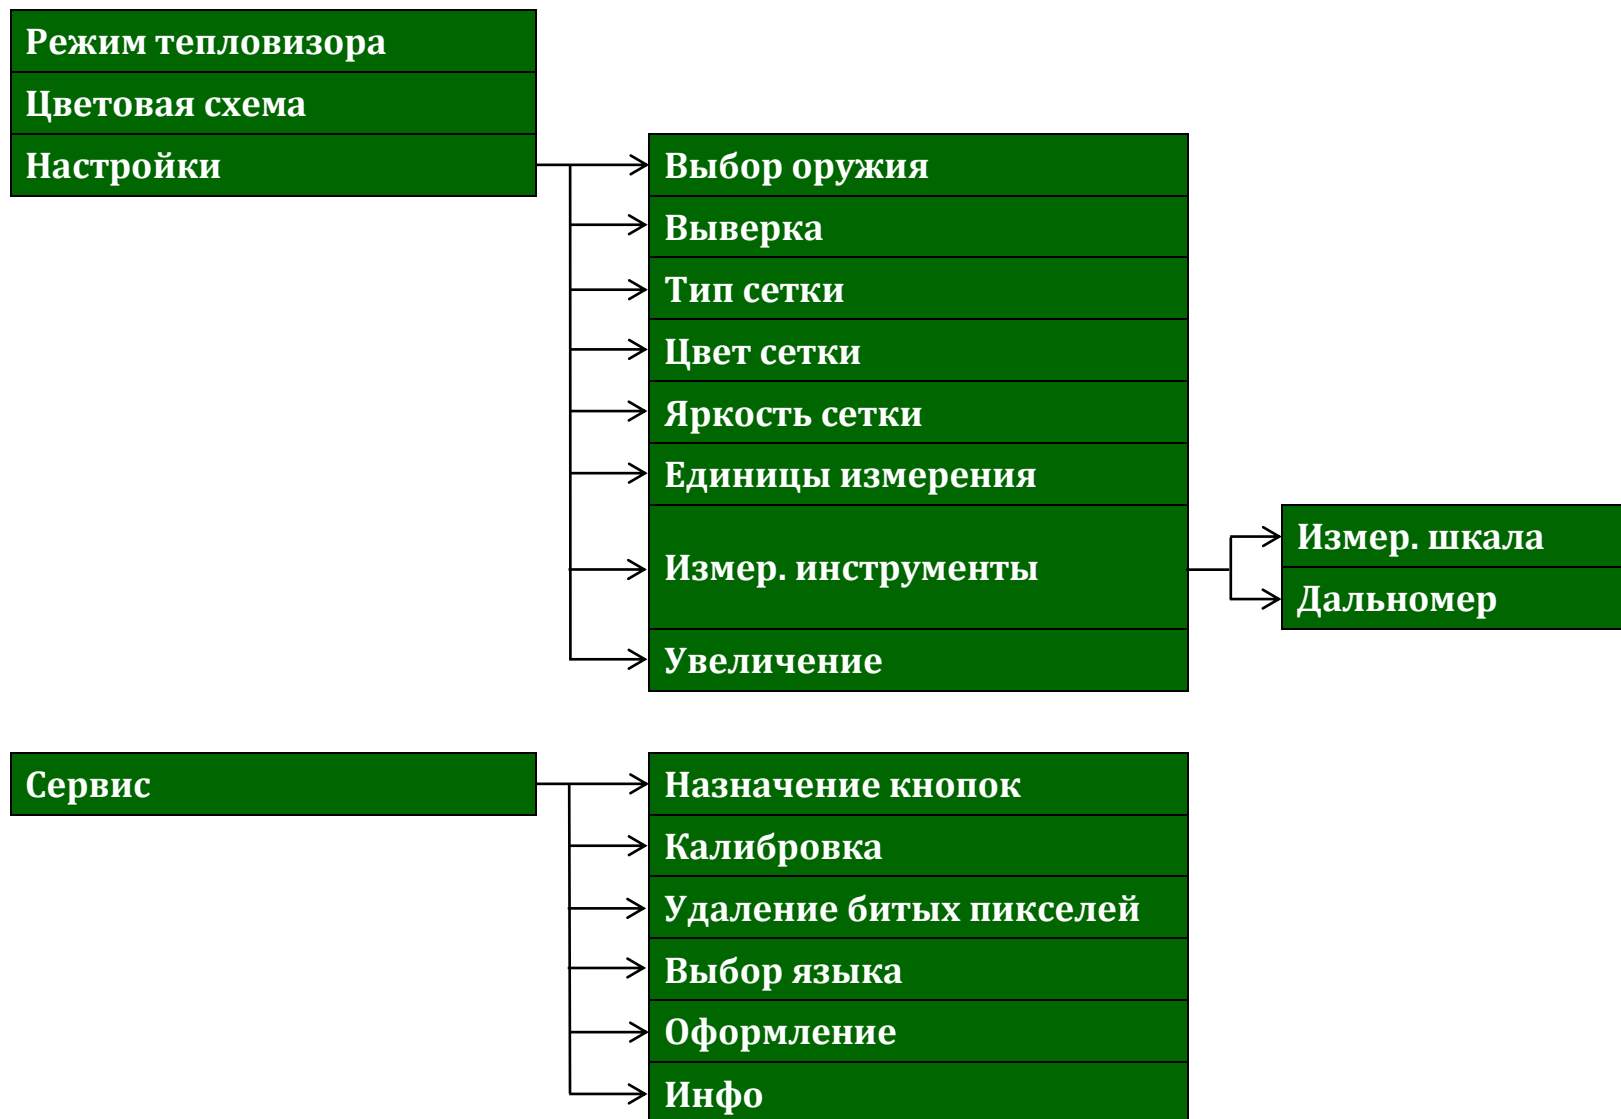 Режим тепловизора
Цветовая схема
Настройки
Выбор оружия
Выверка
Тип сетки
Цвет сетки
Яркость сетки
Единицы измерения
Измер. инструменты
Измер. шкала
Дальномер
Увеличение
Сервис
Назначение кнопок
Калибровка
Удаление битых пикселей
Выбор языка
Оформление
Инфо